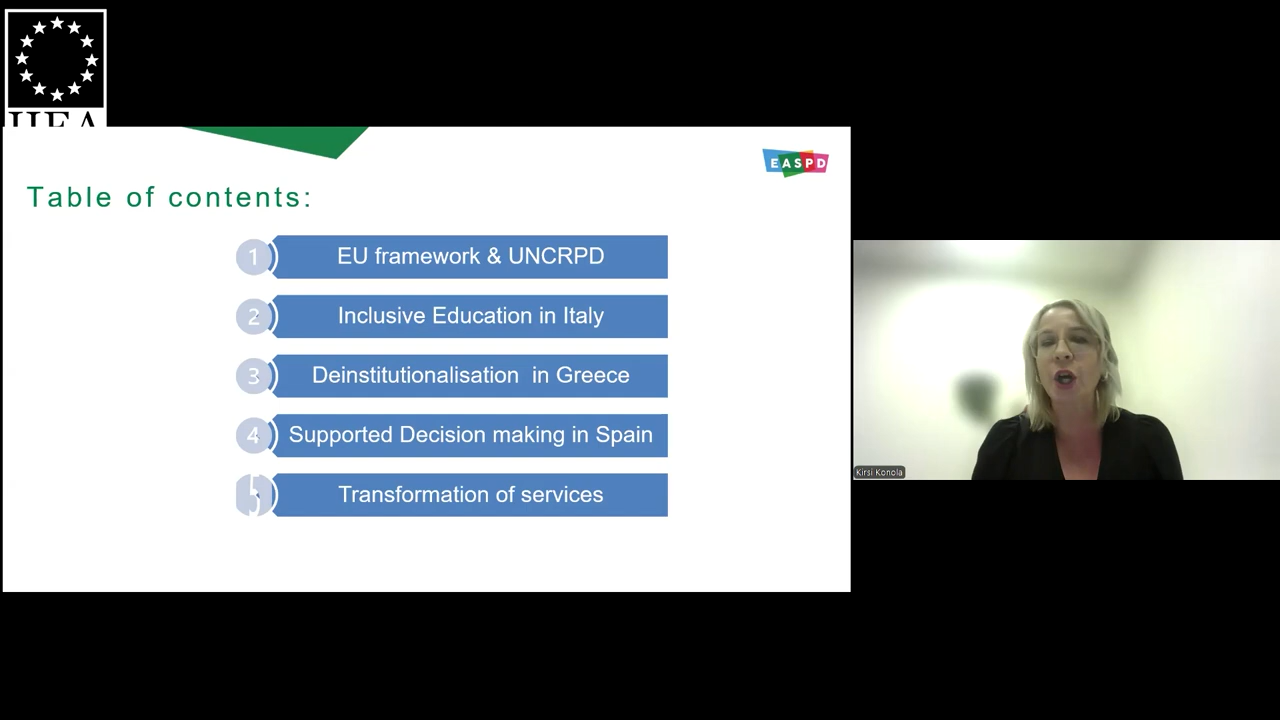 EASPD
Table of contents:
1 EU framework & UNCRPD
2 Inclusive Education in Italy
3 Deinstitutionalisation in Greece
4 Supported Decision making in Spain
5 Transformation of services
Kirsi Konola